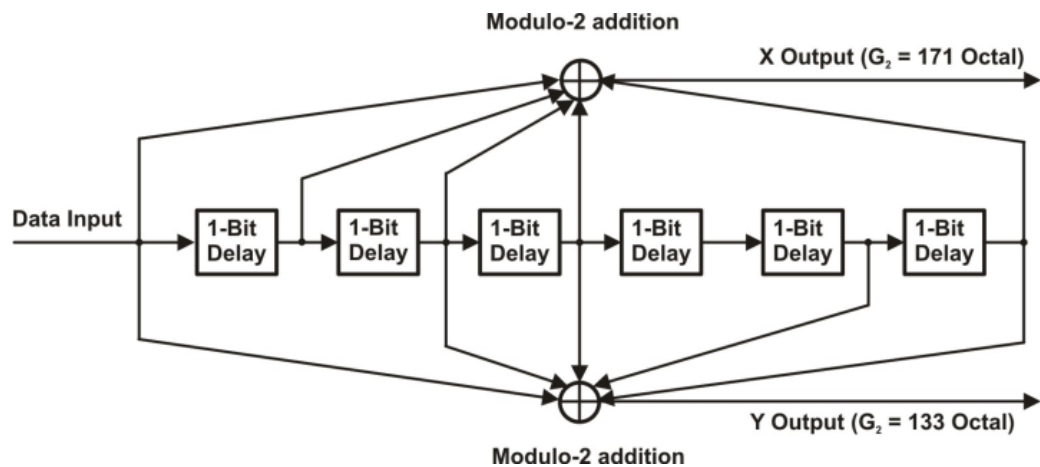 Modulo-2 addition
X Output (G₂ = 171 Octal)
Data Input
1-Bit Delay
1-Bit Delay
1-Bit Delay
1-Bit Delay
1-Bit Delay
1-Bit Delay
Y Output (G₂ = 133 Octal)
Modulo-2 addition